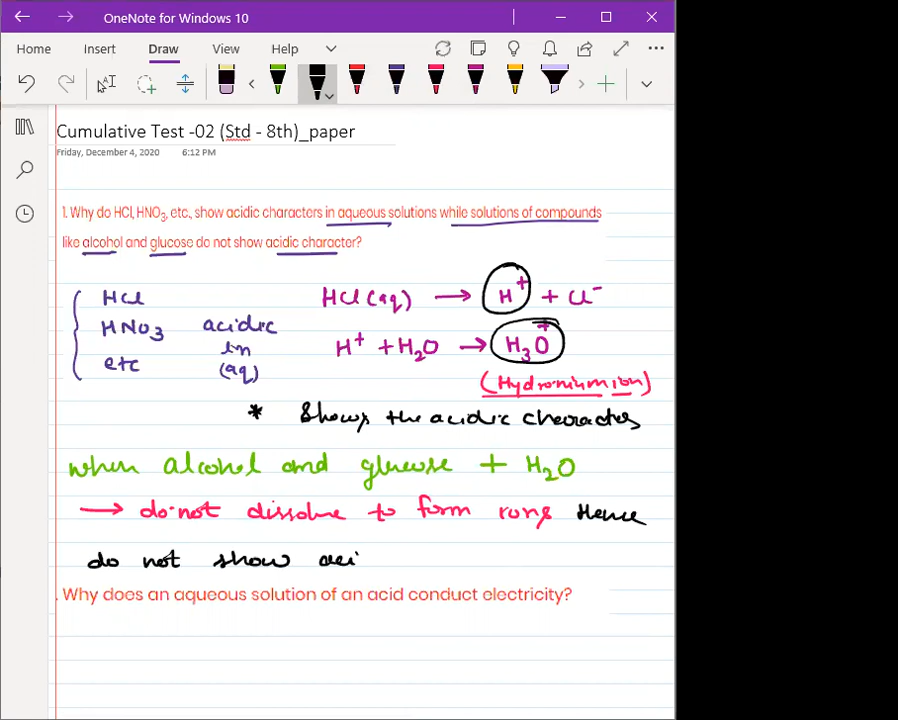 OneNote for Windows 10
Home Insert Draw View Help
Cumulative Test -02 (Std - 8th)_paper
Friday, December 4, 2020 6:12 PM
1. Why do HCl, HNO3, etc., show acidic characters in aqueous solutions while solutions of compounds
like alcohol and glucose do not show acidic character?
HCl
HNO3 acidic
etc in
(aq)
HCl(aq) → H+ + Cl-
H+ + H2O → H3O+
(Hydronium ion)
* Shows the acidic character
when alcohol and glucose + H2O
→ do not dissolve to form Hence
do not show aci
. Why does an aqueous solution of an acid conduct electricity?